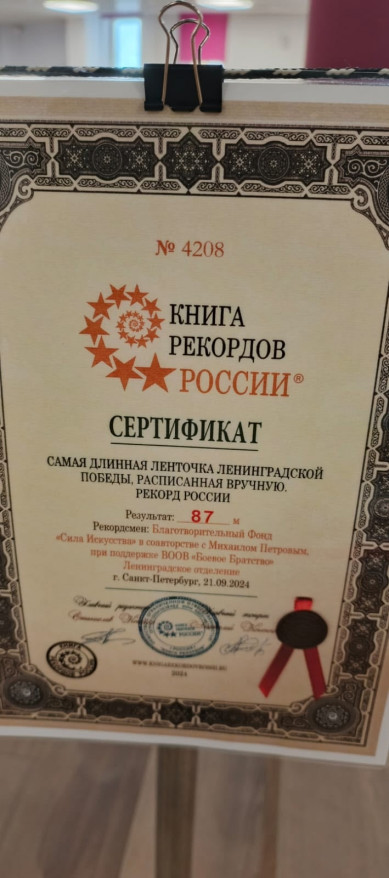 № 4208
КНИГА
РЕКОРДОВ
РОССИИ®
СЕРТИФИКАТ
САМАЯ ДЛИННАЯ ЛЕНТОЧКА ЛЕНИНГРАДСКОЙ
ПОБЕДЫ, РАСПИСАННАЯ ВРУЧНУЮ.
РЕКОРД РОССИИ
Результат: 87 м
Рекордсмен: Благотворительный Фонд
«Сила Искусства» в соавторстве с Михаилом Петровым,
при поддержке ВООВ «Боевое Братство»
Ленинградское отделение
г. Санкт-Петербург, 21.09.2024
2024